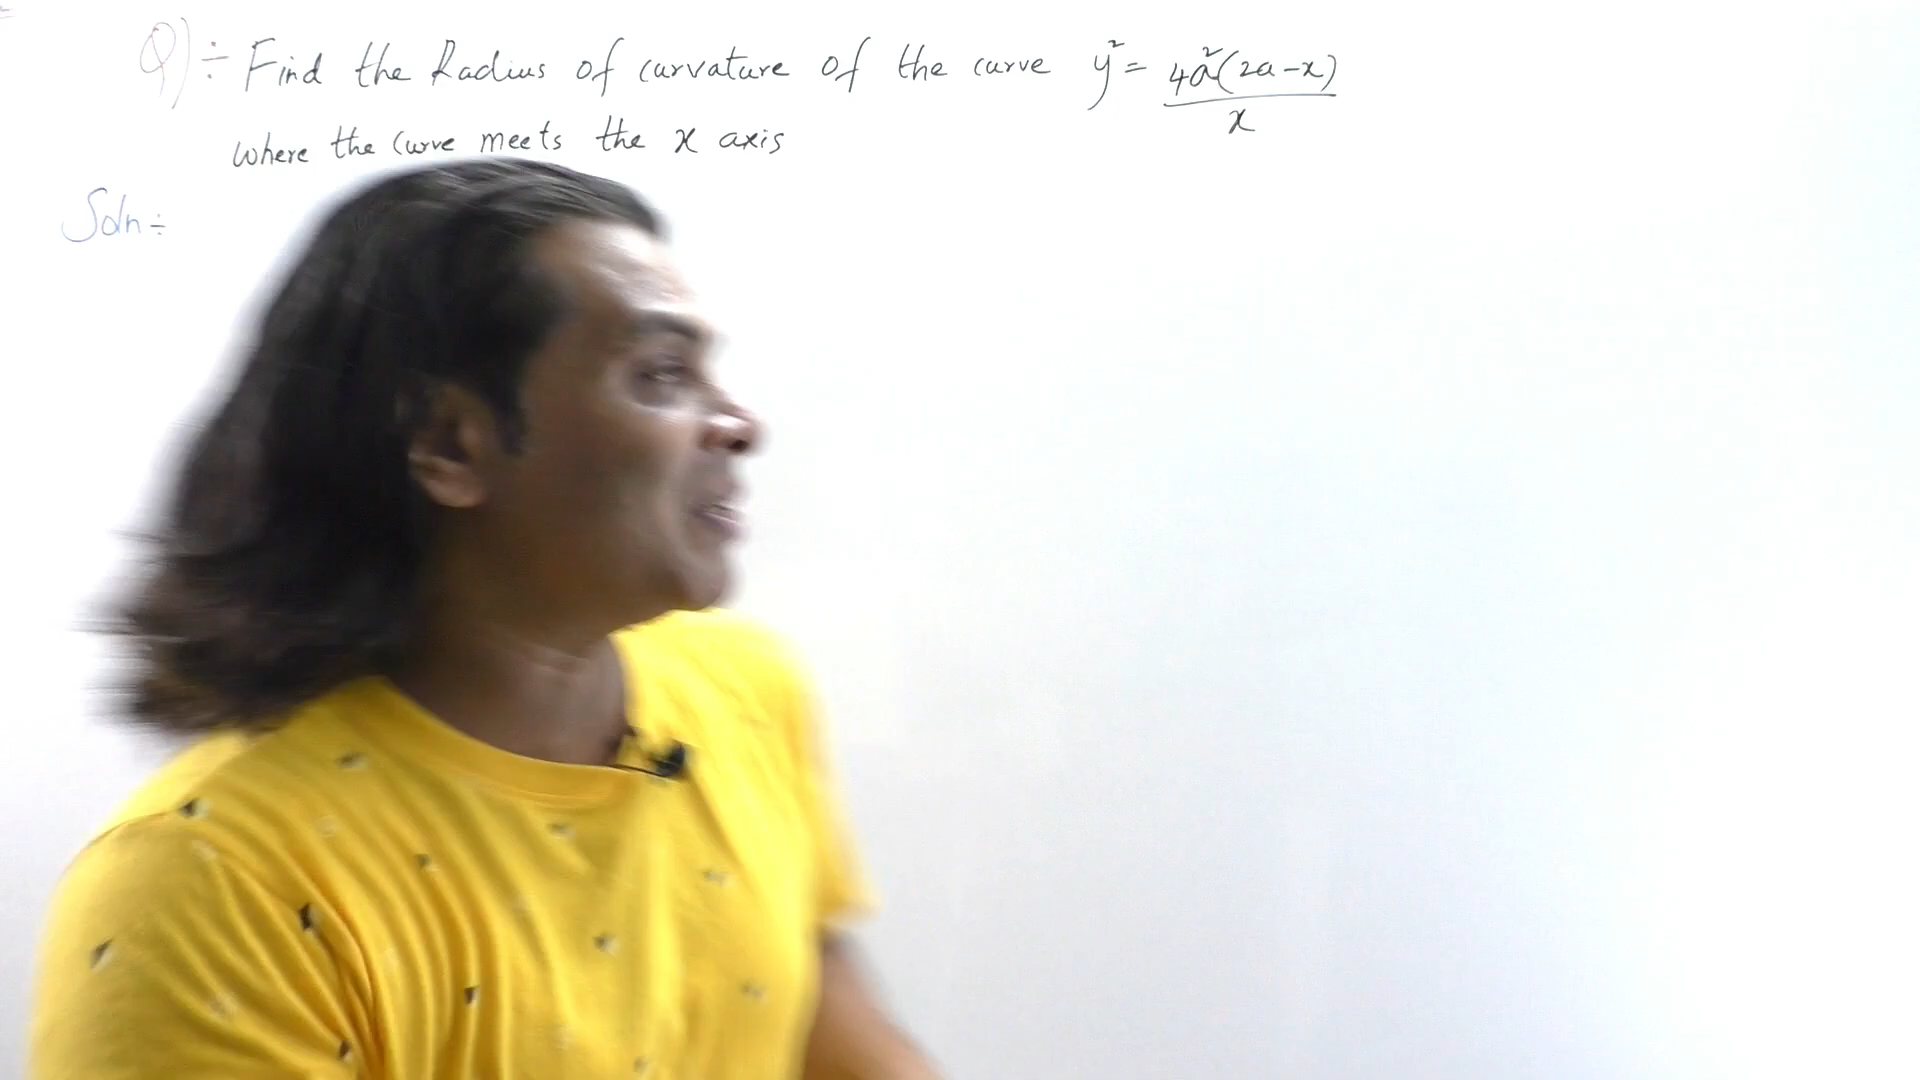 Q) ÷ Find the Radius of curvature of the curve y² = 4a²(2a-x)/x
where the curve meets the x axis
Soln ÷